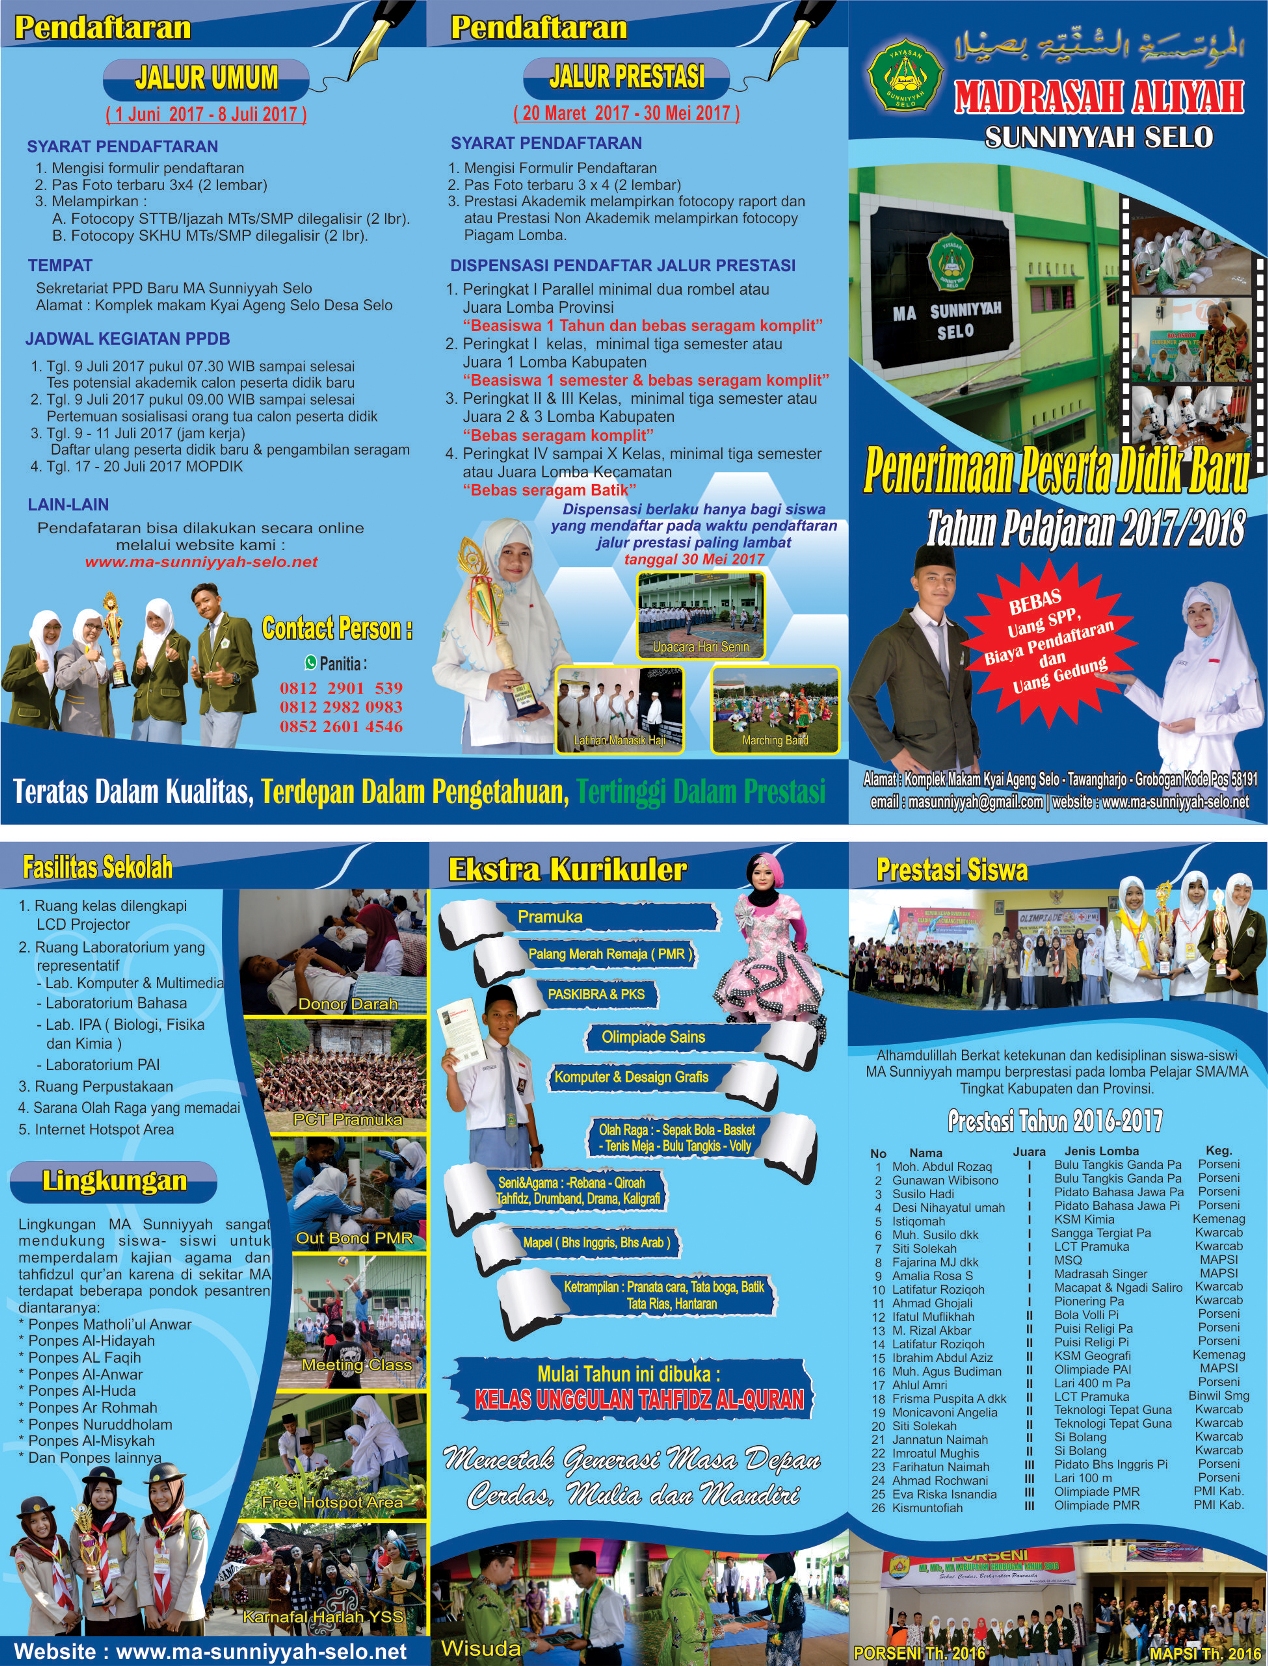 Pendaftaran
JALUR UMUM
( 1 Juni 2017 - 8 Juli 2017 )
SYARAT PENDAFTARAN
1. Mengisi formulir pendaftaran
2. Pas Foto terbaru 3x4 (2 lembar)
3. Melampirkan :
A. Fotocopy STTB/Ijazah MTs/SMP dilegalisir (2 lbr).
B. Fotocopy SKHU MTs/SMP dilegalisir (2 lbr).
TEMPAT
Sekretariat PPD Baru MA Sunniyyah Selo
Alamat : Komplek makam Kyai Ageng Selo Desa Selo
JADWAL KEGIATAN PPDB
1. Tgl. 9 Juli 2017 pukul 07.30 WIB sampai selesai
Tes potensial akademik calon peserta didik baru
2. Tgl. 9 Juli 2017 pukul 09.00 WIB sampai selesai
Pertemuan sosialisasi orang tua calon peserta didik
3. Tgl. 9 - 11 Juli 2017 (jam kerja)
Daftar ulang peserta didik baru & pengambilan seragam
4. Tgl. 17 - 20 Juli 2017 MOPDIK
LAIN-LAIN
Pendafataran bisa dilakukan secara online
melalui website kami :
www.ma-sunniyyah-selo.net
Contact Person :
Panitia :
0812 2901 539
0812 2982 0983
0852 2601 4546
Pendaftaran
JALUR PRESTASI
( 20 Maret 2017 - 30 Mei 2017 )
SYARAT PENDAFTARAN
1. Mengisi Formulir Pendaftaran
2. Pas Foto terbaru 3 x 4 (2 lembar)
3. Prestasi Akademik melampirkan fotocopy raport dan
atau Prestasi Non Akademik melampirkan fotocopy
Piagam Lomba.
DISPENSASI PENDAFTAR JALUR PRESTASI
1. Peringkat I Parallel minimal dua rombel atau
Juara Lomba Provinsi
“Beasiswa 1 Tahun dan bebas seragam komplit”
2. Peringkat I kelas, minimal tiga semester atau
Juara 1 Lomba Kabupaten
“Beasiswa 1 semester & bebas seragam komplit”
3. Peringkat II & III Kelas, minimal tiga semester atau
Juara 2 & 3 Lomba Kabupaten
“Bebas seragam komplit”
4. Peringkat IV sampai X Kelas, minimal tiga semester
atau Juara Lomba Kecamatan
“Bebas seragam Batik”
Dispensasi berlaku hanya bagi siswa
yang mendaftar pada waktu pendaftaran
jalur prestasi paling lambat
tanggal 30 Mei 2017
Upacara Hari Senin
Latihan Manasik Haji
Marching Band
Teratas Dalam Kualitas, Terdepan Dalam Pengetahuan, Tertinggi Dalam Prestasi
المؤسسة السنية بصيلا
YAYASAN
SUNNIYYAH
SELO
MADRASAH ALIYAH
SUNNIYYAH SELO
YAYASAN
SUNNIYYAH
SELO
MA SUNNIYYAH
SELO
Penerimaan Peserta Didik Baru
Tahun Pelajaran 2017/2018
BEBAS
Uang SPP,
Biaya Pendaftaran
dan
Uang Gedung
Alamat : Komplek Makam Kyai Ageng Selo - Tawangharjo - Grobogan Kode Pos 58191
email : masunniyyah@gmail.com | website : www.ma-sunniyyah-selo.net
Fasilitas Sekolah
1. Ruang kelas dilengkapi
LCD Projector
2. Ruang Laboratorium yang
representatif
- Lab. Komputer & Multimedia
- Laboratorium Bahasa
- Lab. IPA ( Biologi, Fisika
dan Kimia )
- Laboratorium PAI
3. Ruang Perpustakaan
4. Sarana Olah Raga yang memadai
5. Internet Hotspot Area
Lingkungan
Lingkungan MA Sunniyyah sangat
mendukung siswa- siswi untuk
memperdalam kajian agama dan
tahfidzul qur’an karena di sekitar MA
terdapat beberapa pondok pesantren
diantaranya:
* Ponpes Matholi’ul Anwar
* Ponpes Al-Hidayah
* Ponpes AL Faqih
* Ponpes Al-Anwar
* Ponpes Al-Huda
* Ponpes Ar Rohmah
* Ponpes Nuruddholam
* Ponpes Al-Misykah
* Dan Ponpes lainnya
Donor Darah
PCT Pramuka
Out Bond PMR
Meeting Class
Free Hotspot Area
Karnafal Harlah YSS
Website : www.ma-sunniyyah-selo.net
Ekstra Kurikuler
Pramuka
Palang Merah Remaja ( PMR )
PASKIBRA & PKS
Olimpiade Sains
Komputer & Desaign Grafis
Olah Raga : - Sepak Bola - Basket
- Tenis Meja - Bulu Tangkis - Volly
Seni&Agama : -Rebana - Qiroah
Tahfidz, Drumband, Drama, Kaligrafi
Mapel ( Bhs Inggris, Bhs Arab )
Ketrampilan : Pranata cara, Tata boga, Batik
Tata Rias, Hantaran
Mulai Tahun ini dibuka :
KELAS UNGGULAN TAHFIDZ AL-QURAN
Mencetak Generasi Masa Depan
Cerdas, Mulia dan Mandiri
Wisuda
Prestasi Siswa
OLIMPIADE
Alhamdulillah Berkat ketekunan dan kedisiplinan siswa-siswi
MA Sunniyyah mampu berprestasi pada lomba Pelajar SMA/MA
Tingkat Kabupaten dan Provinsi.
Prestasi Tahun 2016-2017
No Nama Juara Jenis Lomba Keg.
1 Moh. Abdul Rozaq I Bulu Tangkis Ganda Pa Porseni
2 Gunawan Wibisono I Bulu Tangkis Ganda Pa Porseni
3 Susilo Hadi I Pidato Bahasa Jawa Pa Porseni
4 Desi Nihayatul umah I Pidato Bahasa Jawa Pi Porseni
5 Istiqomah I KSM Kimia Kemenag
6 Muh. Susilo dkk I Sangga Tergiat Pa Kwarcab
7 Siti Solekah I LCT Pramuka Kwarcab
8 Fajarina MJ dkk I MSQ MAPSI
9 Amalia Rosa S I Madrasah Singer MAPSI
10 Latifatur Roziqoh I Macapat & Ngadi Saliro Kwarcab
11 Ahmad Ghojali I Pionering Pa Kwarcab
12 Ifatul Muflikhah II Bola Volli Pi Porseni
13 M. Rizal Akbar II Puisi Religi Pa Porseni
14 Latifatur Roziqoh II Puisi Religi Pi Porseni
15 Ibrahim Abdul Aziz II KSM Geografi Kemenag
16 Muh. Agus Budiman II Olimpiade PAI MAPSI
17 Ahlul Amri II Lari 400 m Pa Porseni
18 Frisma Puspita A dkk II LCT Pramuka Binwil Smg
19 Monicavoni Angelia II Teknologi Tepat Guna Kwarcab
20 Siti Solekah II Teknologi Tepat Guna Kwarcab
21 Jannatun Naimah II Si Bolang Kwarcab
22 Imroatul Mughis II Si Bolang Kwarcab
23 Farihatun Naimah III Pidato Bhs Inggris Pi Porseni
24 Ahmad Rochwani III Lari 100 m Porseni
25 Eva Riska Isnandia III Olimpiade PMR PMI Kab.
26 Kismuntofiah III Olimpiade PMR PMI Kab.
PORSENI
PORSENI Th. 2016
MAPSI Th. 2016